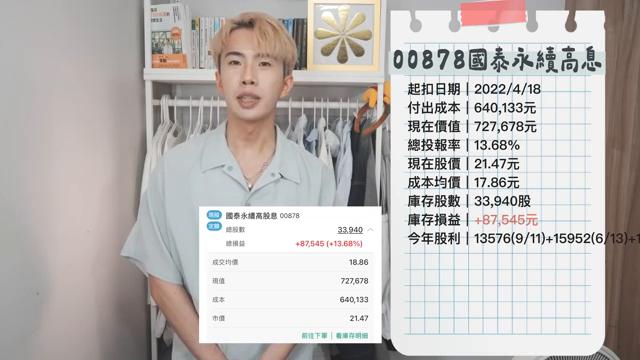 00878國泰永續高息
起扣日期｜2022/4/18
付出成本｜640,133元
現在價值｜727,678元
總投報率｜13.68%
現在股價｜21.47元
成本均價｜17.86元
庫存股數｜33,940股
庫存損益｜+87,545元
今年股利｜13576(9/11)+15952(6/13)+1
國泰永續高股息 00878
總股數 33,940
總損益 +87,545 (+13.68%)
成交均價 18.86
現值 727,678
成本 640,133
市價 21.47
前往下單｜看庫存明細